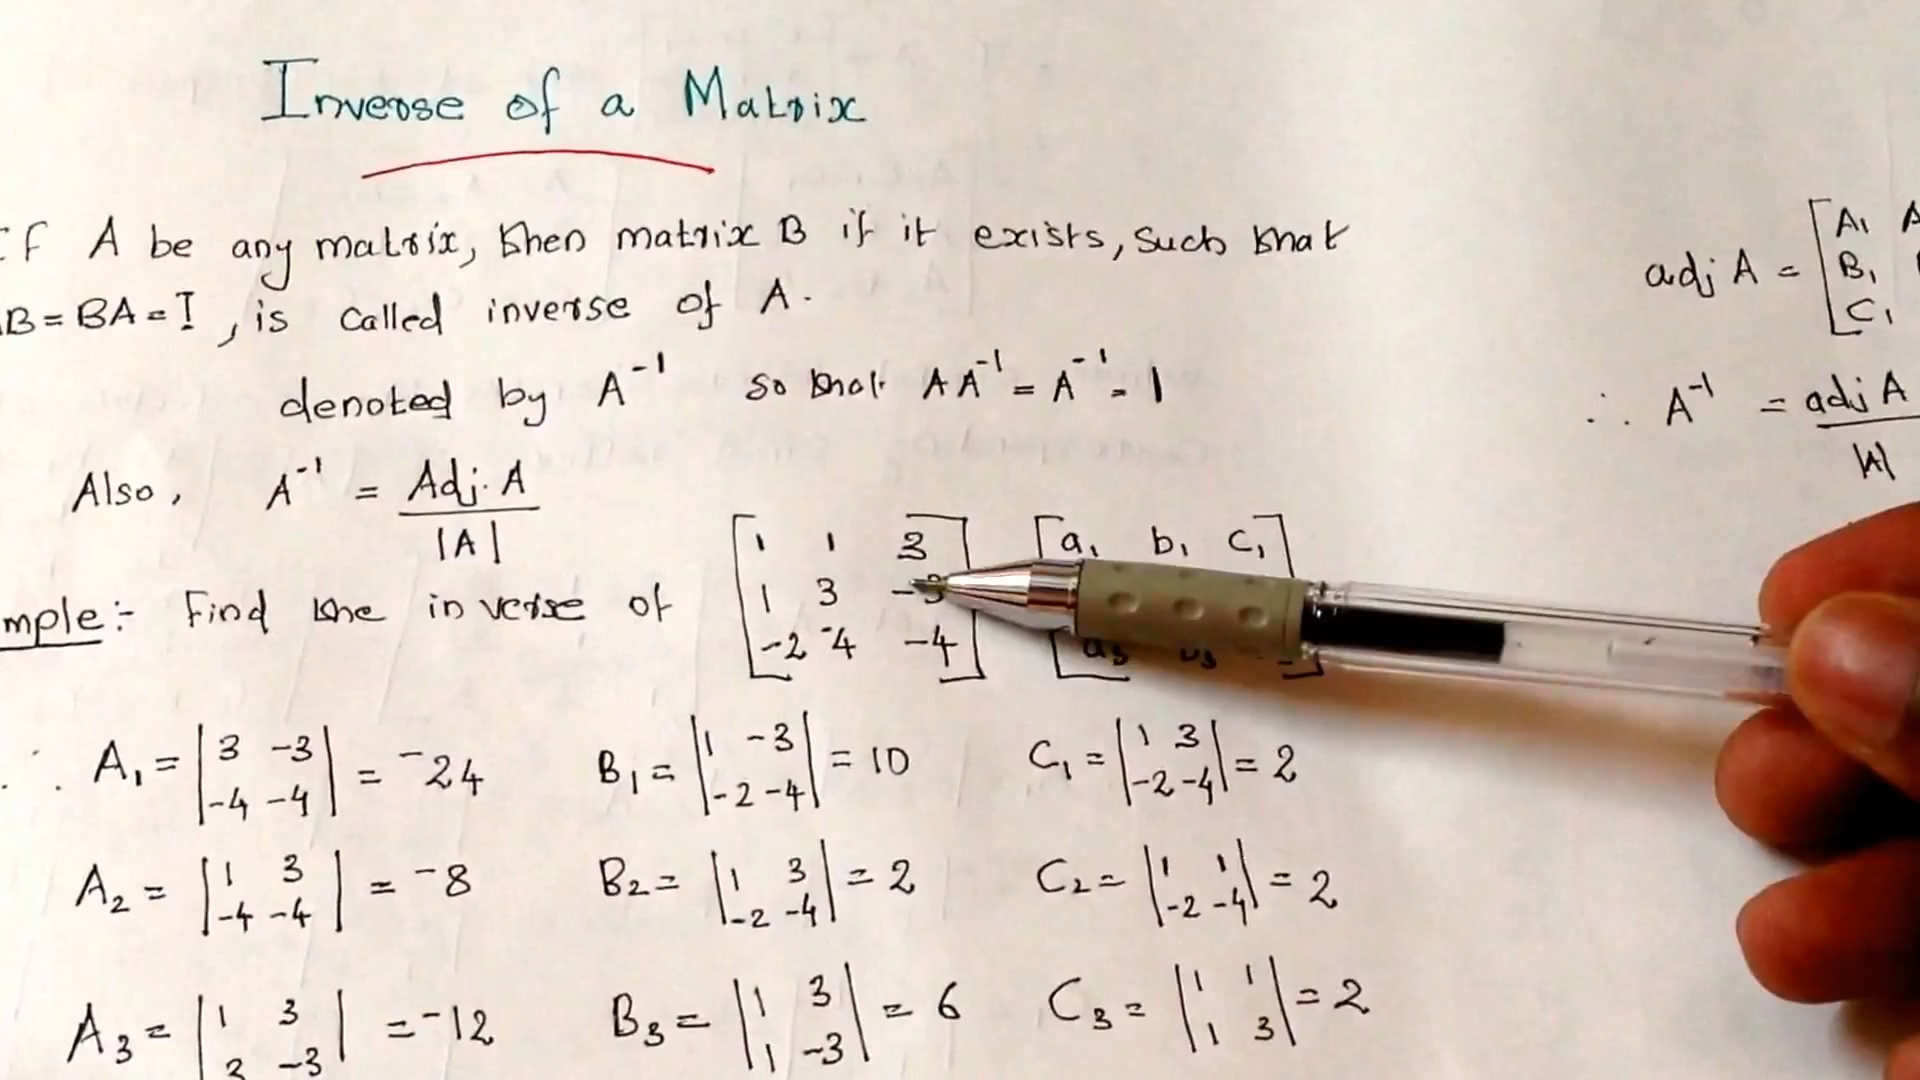 Inverse of a Matrix
If A be any matrix, then matrix B if it exists, such that
B = BA = I, is called inverse of A.
denoted by A⁻¹ so that AA⁻¹ = A⁻¹ = 1
Also, A⁻¹ = Adj. A / |A|
mple:- Find the inverse of [1 1 3; 1 3 -3; -2 -4 -4] [a₁ b₁ c₁; a₃ b₃]
∴ A₁ = |3 -3; -4 -4| = -24 B₁ = |1 -3; -2 -4| = 10 C₁ = |1 3; -2 -4| = 2
A₂ = |1 3; -4 -4| = -8 B₂ = |1 3; -2 -4| = 2 C₂ = |1 1; -2 -4| = 2
A₃ = |1 3; 3 -3| = -12 B₃ = |1 3; 1 -3| = 6 C₃ = |1 1; 1 3| = 2
adj A = [A₁ A; B₁; C₁
∴ A⁻¹ = adj A / |A|